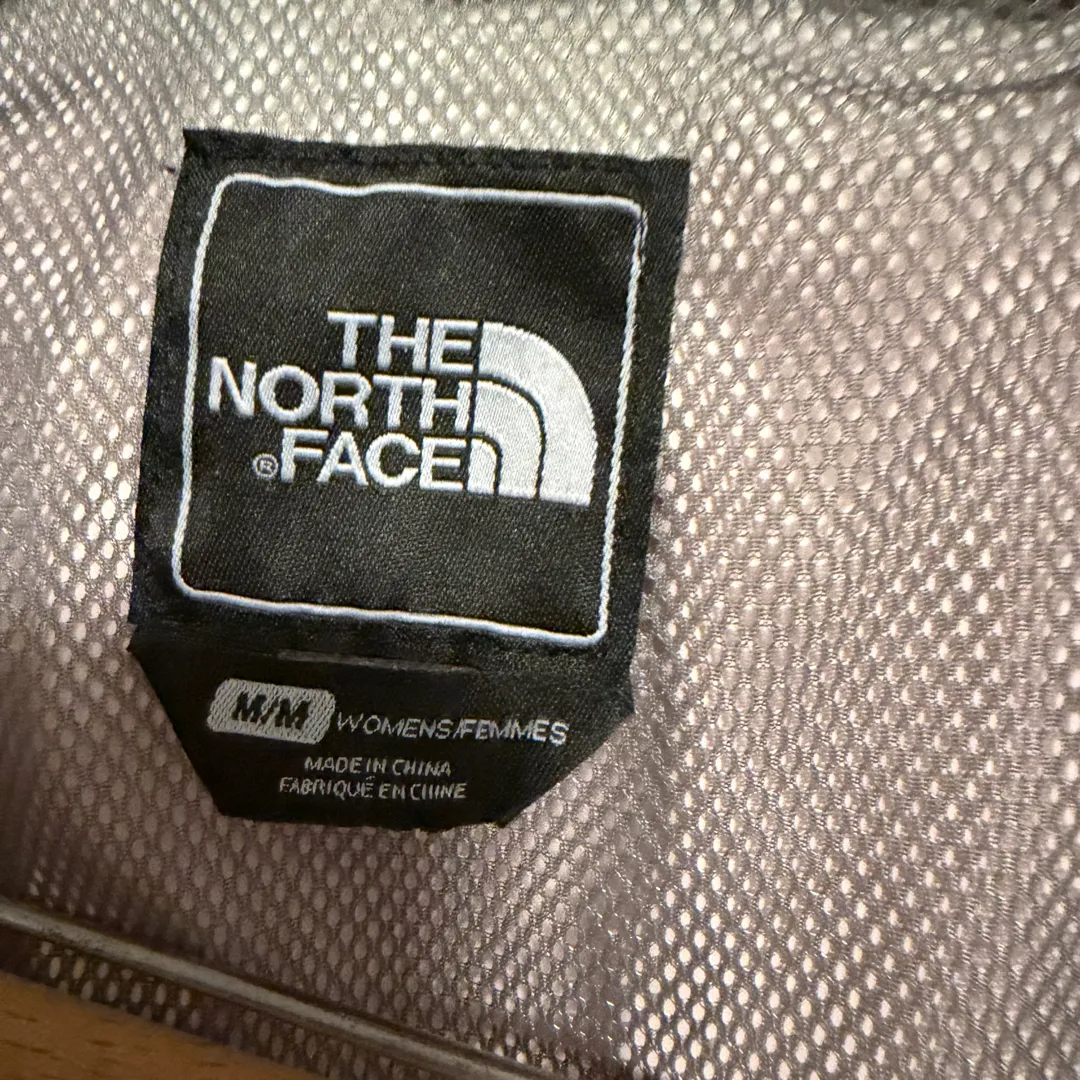 THE
NORTH
®FACE
M/M WOMENS/FEMMES
MADE IN CHINA
FABRIQUÉ EN CHINE